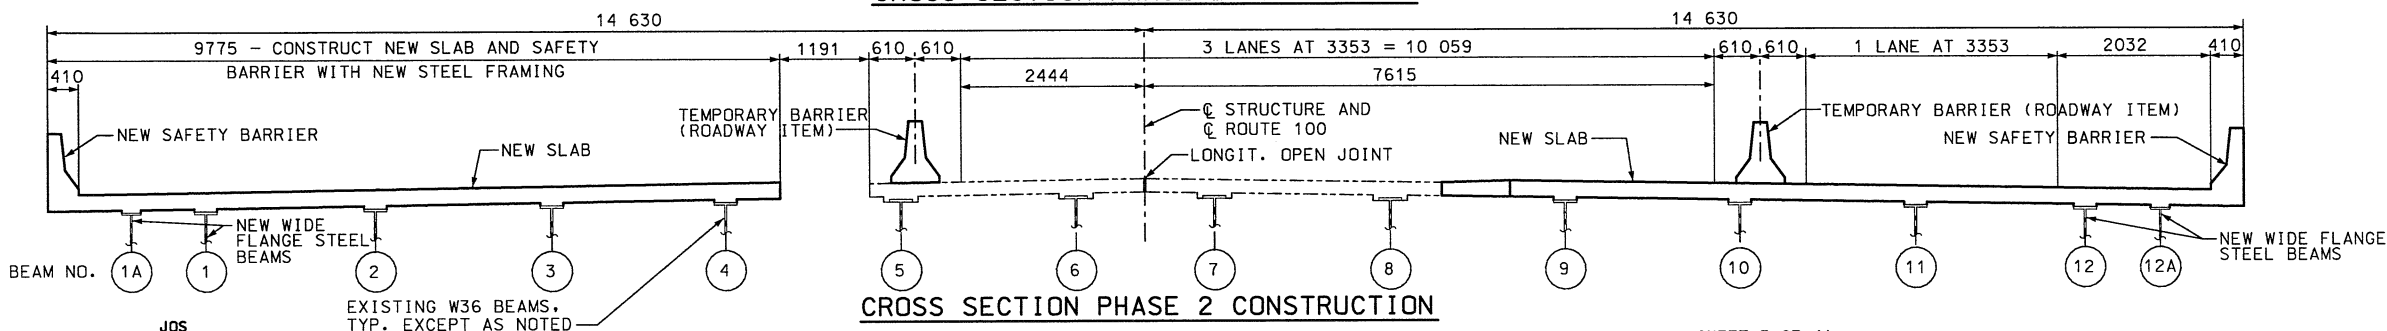 14 630
14 630
9775 - CONSTRUCT NEW SLAB AND SAFETY
BARRIER WITH NEW STEEL FRAMING
1191
610
610
3 LANES AT 3353 = 10 059
610
610
1 LANE AT 3353
2032
410
410
2444
7615
NEW SAFETY BARRIER
NEW SLAB
TEMPORARY BARRIER
(ROADWAY ITEM)
℄ STRUCTURE AND
℄ ROUTE 100
LONGIT. OPEN JOINT
NEW SLAB
TEMPORARY BARRIER (ROADWAY ITEM)
NEW SAFETY BARRIER
NEW WIDE
FLANGE STEEL
BEAMS
NEW WIDE FLANGE
STEEL BEAMS
BEAM NO. 1A 1 2 3 4 5 6 7 8 9 10 11 12 12A
EXISTING W36 BEAMS,
TYP. EXCEPT AS NOTED
CROSS SECTION PHASE 2 CONSTRUCTION
JOS